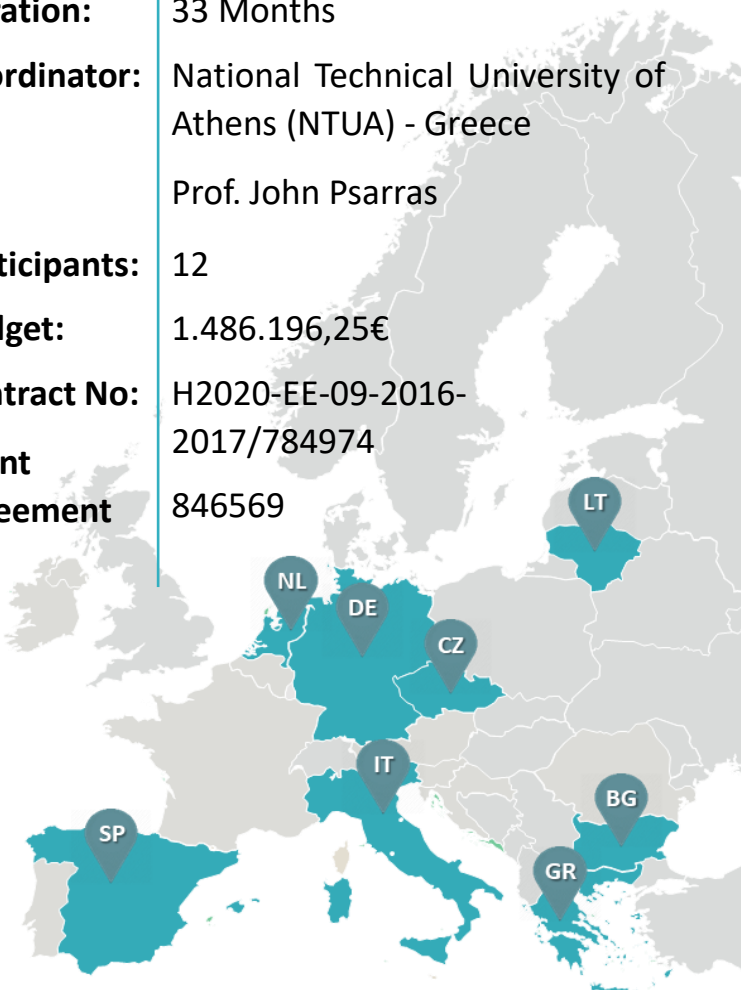 ration: 33 Months
ordinator: National Technical University of
Athens (NTUA) - Greece
Prof. John Psarras
ticipants: 12
dget: 1.486.196,25€
ntract No: H2020-EE-09-2016-
2017/784974
nt
eement 846569
LT
NL
DE
CZ
IT
BG
SP
GR